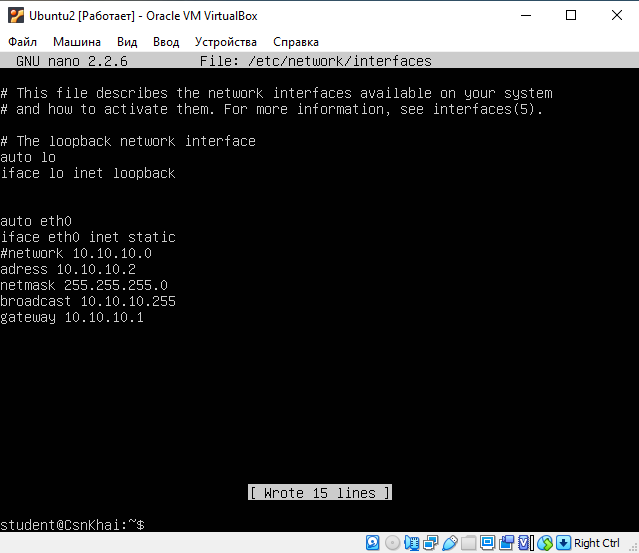 Ubuntu2 [Работает] - Oracle VM VirtualBox
Файл Машина Вид Ввод Устройства Справка
GNU nano 2.2.6 File: /etc/network/interfaces
# This file describes the network interfaces available on your system
# and how to activate them. For more information, see interfaces(5).
# The loopback network interface
auto lo
iface lo inet loopback
auto eth0
iface eth0 inet static
#network 10.10.10.0
adress 10.10.10.2
netmask 255.255.255.0
broadcast 10.10.10.255
gateway 10.10.10.1
[ Wrote 15 lines ]
student@CsnKhai:~$
Right Ctrl